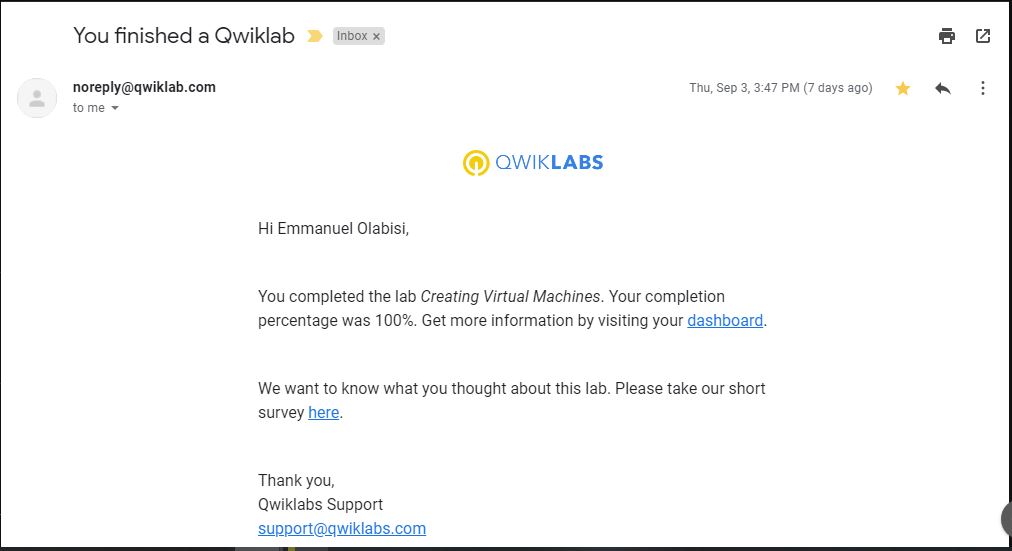 You finished a Qwiklab
Inbox x
noreply@qwiklab.com
Thu, Sep 3, 3:47 PM (7 days ago)
to me
QWIKLABS
Hi Emmanuel Olabisi,
You completed the lab Creating Virtual Machines. Your completion
percentage was 100%. Get more information by visiting your dashboard.
We want to know what you thought about this lab. Please take our short
survey here.
Thank you,
Qwiklabs Support
support@qwiklabs.com